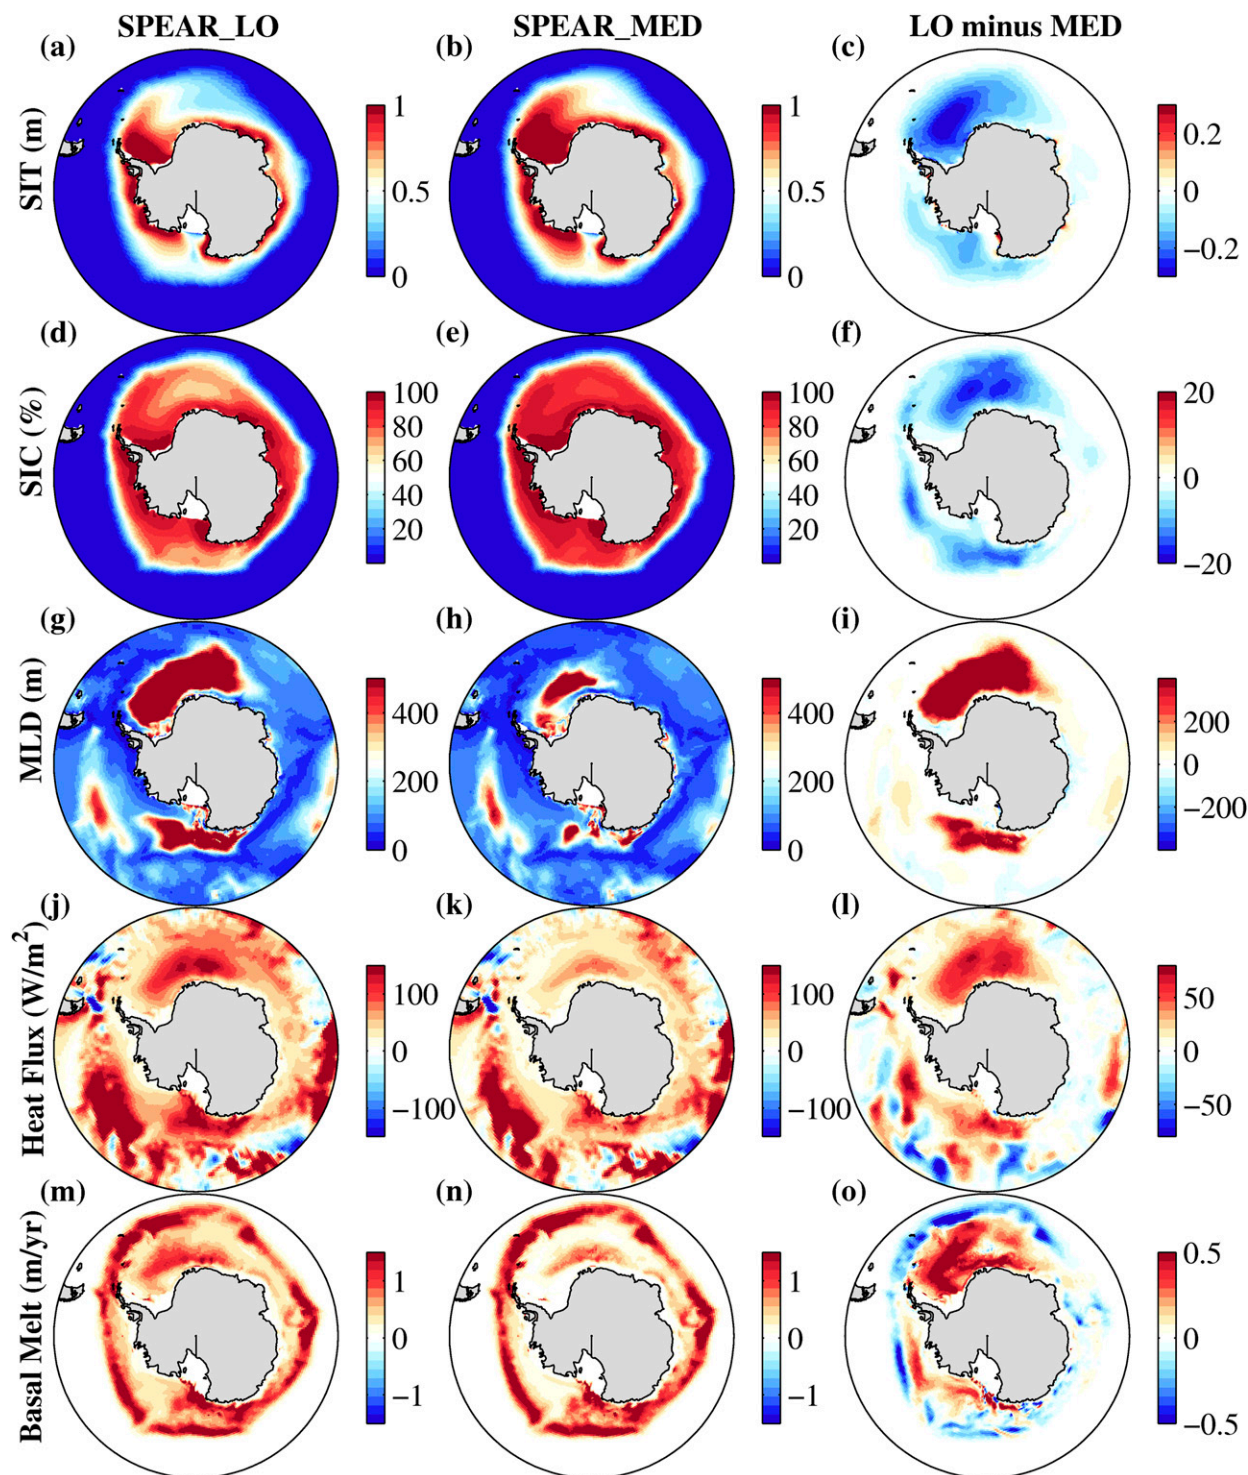 SPEAR_LO SPEAR_MED LO minus MED
(a) (b) (c)
SIT (m)
1 1
0.5 0.5
0 0
0.2
0
−0.2
(d) (e) (f)
SIC (%)
100 100 20
80 80
60 60 0
40 40
20 20
−20
(g) (h) (i)
MLD (m)
400 400 200
200 200 0
0 0 −200
(j) (k) (l)
Heat Flux (W/m²)
100 100 50
0 0 0
−100 −100 −50
(m) (n) (o)
Basal Melt (m/yr)
1 1 0.5
0 0 0
−1 −1 −0.5